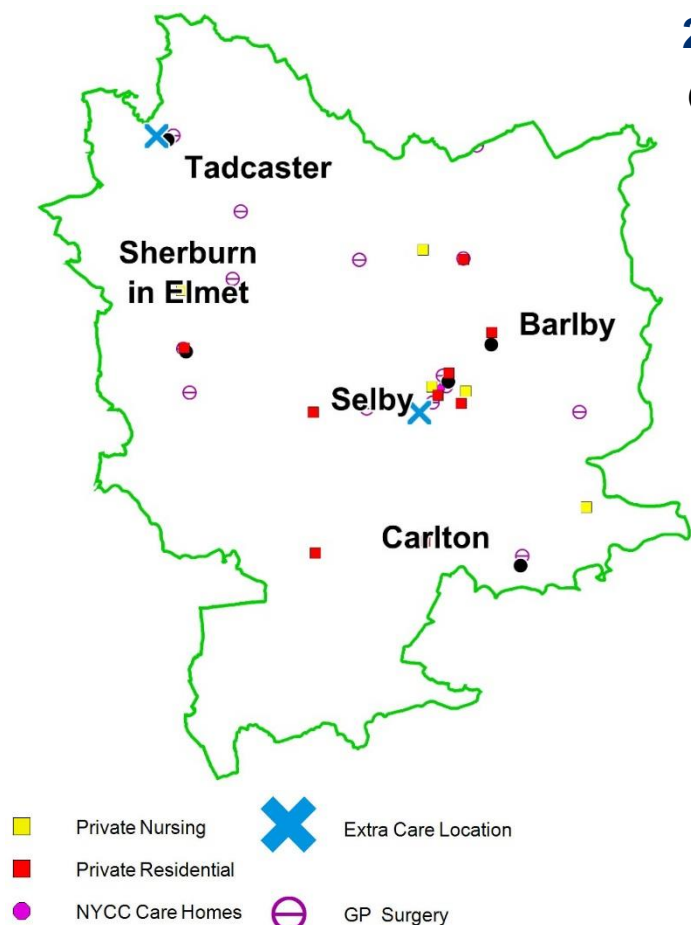 2
Tadcaster
Sherburn
in Elmet
Barlby
Selby
Carlton
Private Nursing
Extra Care Location
Private Residential
NYCC Care Homes
GP Surgery